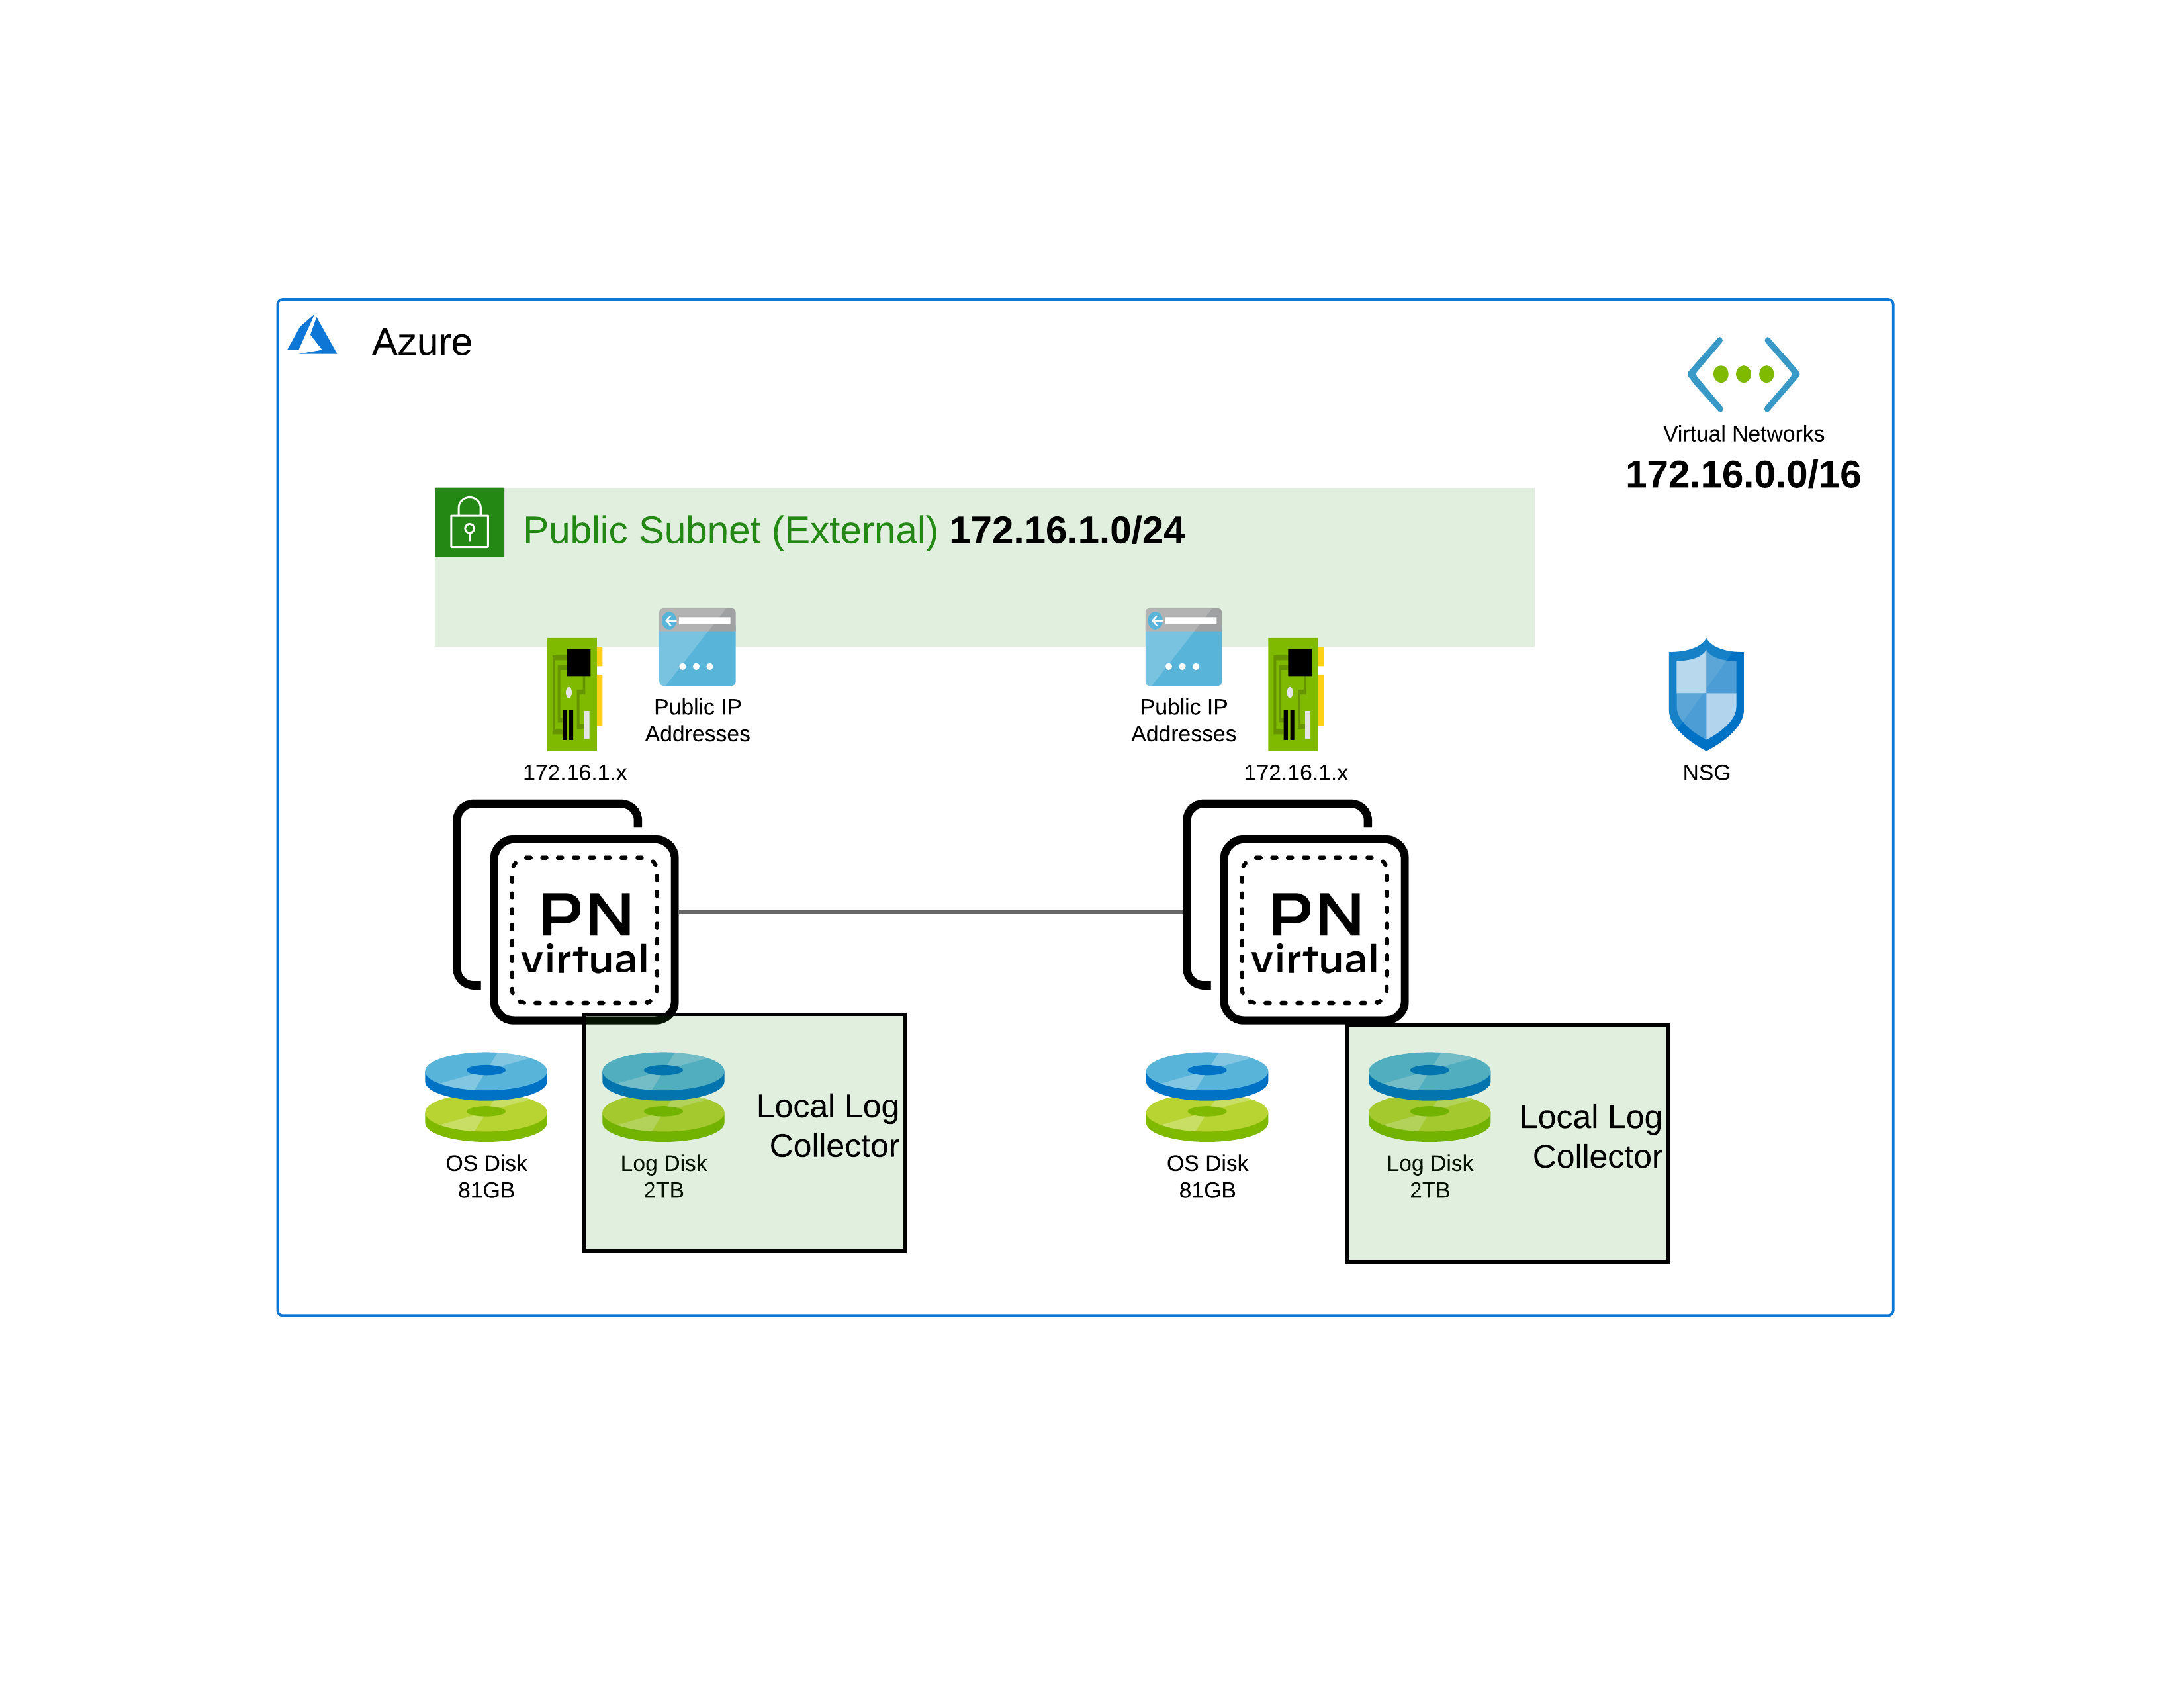 Azure
Virtual Networks
172.16.0.0/16
Public Subnet (External) 172.16.1.0/24
Public IP
Addresses
Public IP
Addresses
172.16.1.x
172.16.1.x
NSG
PN
virtual
PN
virtual
OS Disk
81GB
Log Disk
2TB
Local Log
Collector
OS Disk
81GB
Log Disk
2TB
Local Log
Collector